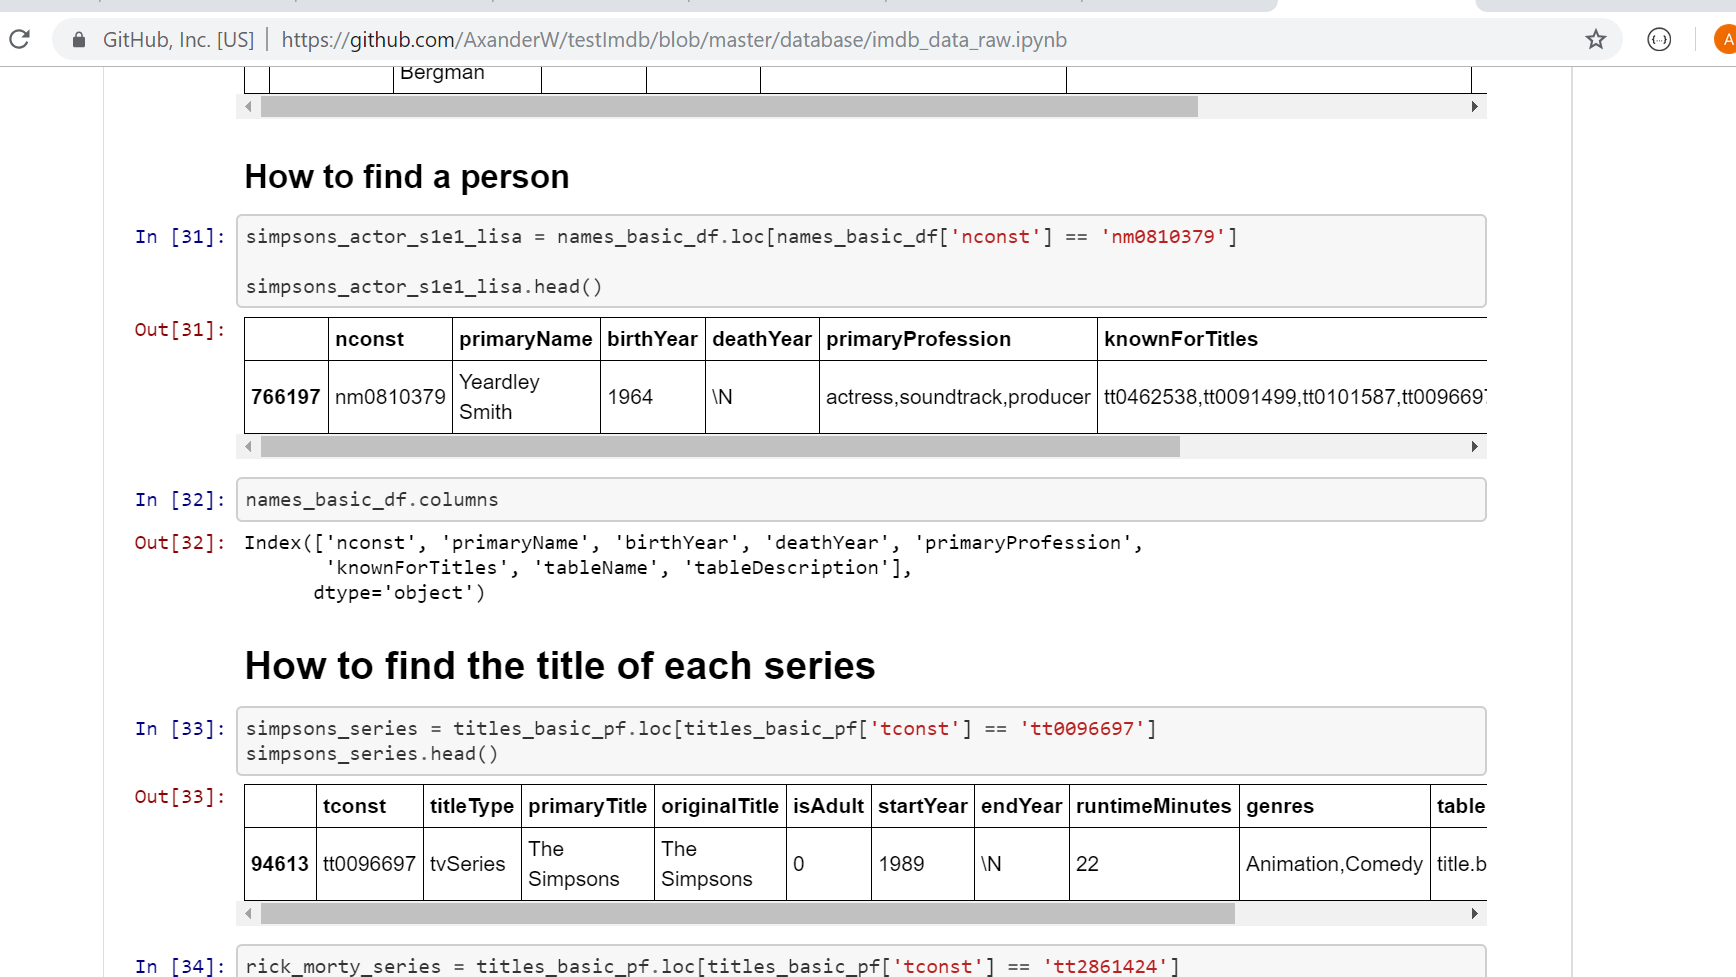 GitHub, Inc. [US] | https://github.com/AxanderW/testImdb/blob/master/database/imdb_data_raw.ipynb
A
Bergman
How to find a person
In [31]: simpsons_actor_s1e1_lisa = names_basic_df.loc[names_basic_df['nconst'] == 'nm0810379']
simpsons_actor_s1e1_lisa.head()
Out[31]:
nconst primaryName birthYear deathYear primaryProfession knownForTitles
766197 nm0810379 Yeardley Smith 1964 \N actress,soundtrack,producer tt0462538,tt0091499,tt0101587,tt0096697
In [32]: names_basic_df.columns
Out[32]: Index(['nconst', 'primaryName', 'birthYear', 'deathYear', 'primaryProfession',
'knownForTitles', 'tableName', 'tableDescription'],
dtype='object')
How to find the title of each series
In [33]: simpsons_series = titles_basic_pf.loc[titles_basic_pf['tconst'] == 'tt0096697']
simpsons_series.head()
Out[33]:
tconst titleType primaryTitle originalTitle isAdult startYear endYear runtimeMinutes genres table
94613 tt0096697 tvSeries The Simpsons The Simpsons 0 1989 \N 22 Animation,Comedy title.b
In [34]: rick_morty_series = titles_basic_pf.loc[titles_basic_pf['tconst'] == 'tt2861424']